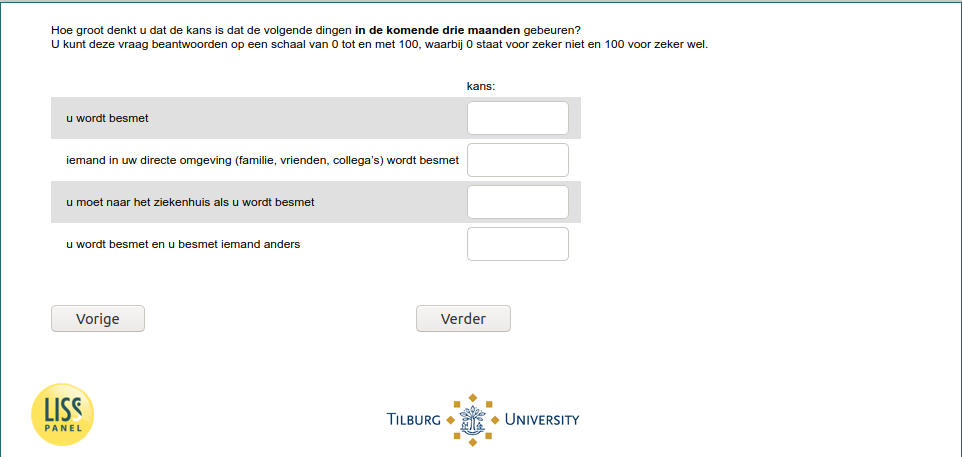 Hoe groot denkt u dat de kans is dat de volgende dingen in de komende drie maanden gebeuren?
U kunt deze vraag beantwoorden op een schaal van 0 tot en met 100, waarbij 0 staat voor zeker niet en 100 voor zeker wel.
kans:
u wordt besmet
iemand in uw directe omgeving (familie, vrienden, collega's) wordt besmet
u moet naar het ziekenhuis als u wordt besmet
u wordt besmet en u besmet iemand anders
Vorige Verder
LISS
PANEL
TILBURG UNIVERSITY